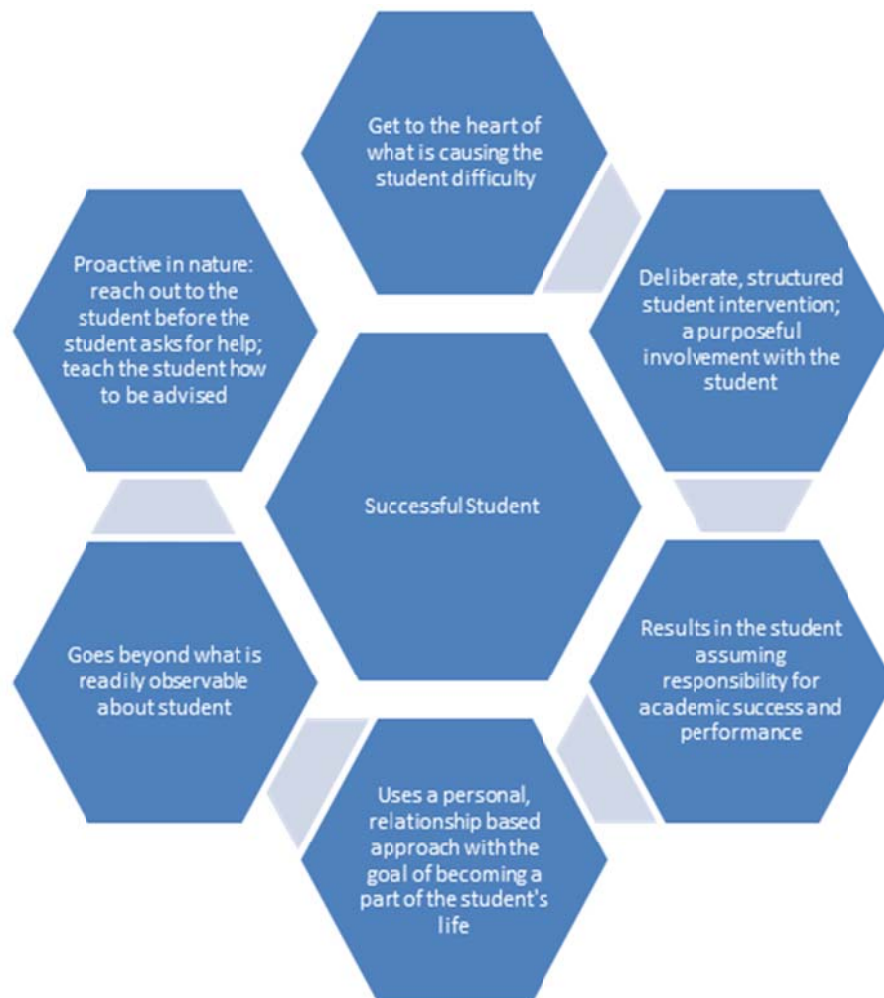 Get to the heart of
what is causing the
student difficulty
Deliberate, structured
student intervention;
a purposeful
involvement with the
student
Results in the student
assuming
responsibility for
academic success and
performance
Uses a personal,
relationship based
approach with the
goal of becoming a
part of the student's
life
Goes beyond what is
readily observable
about student
Proactive in nature:
reach out to the
student before the
student asks for help;
teach the student how
to be advised
Successful Student